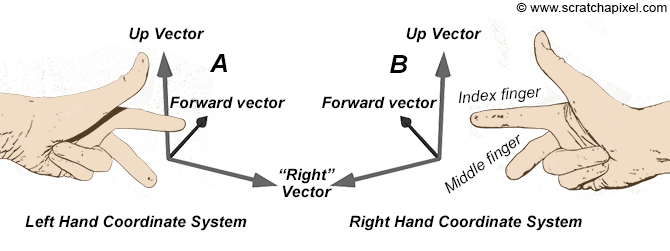 © www.scratchapixel.com
Up Vector
A
Forward vector
Up Vector
B
Forward vector
Index finger
Middle finger
“Right”
Vector
Left Hand Coordinate System
Right Hand Coordinate System